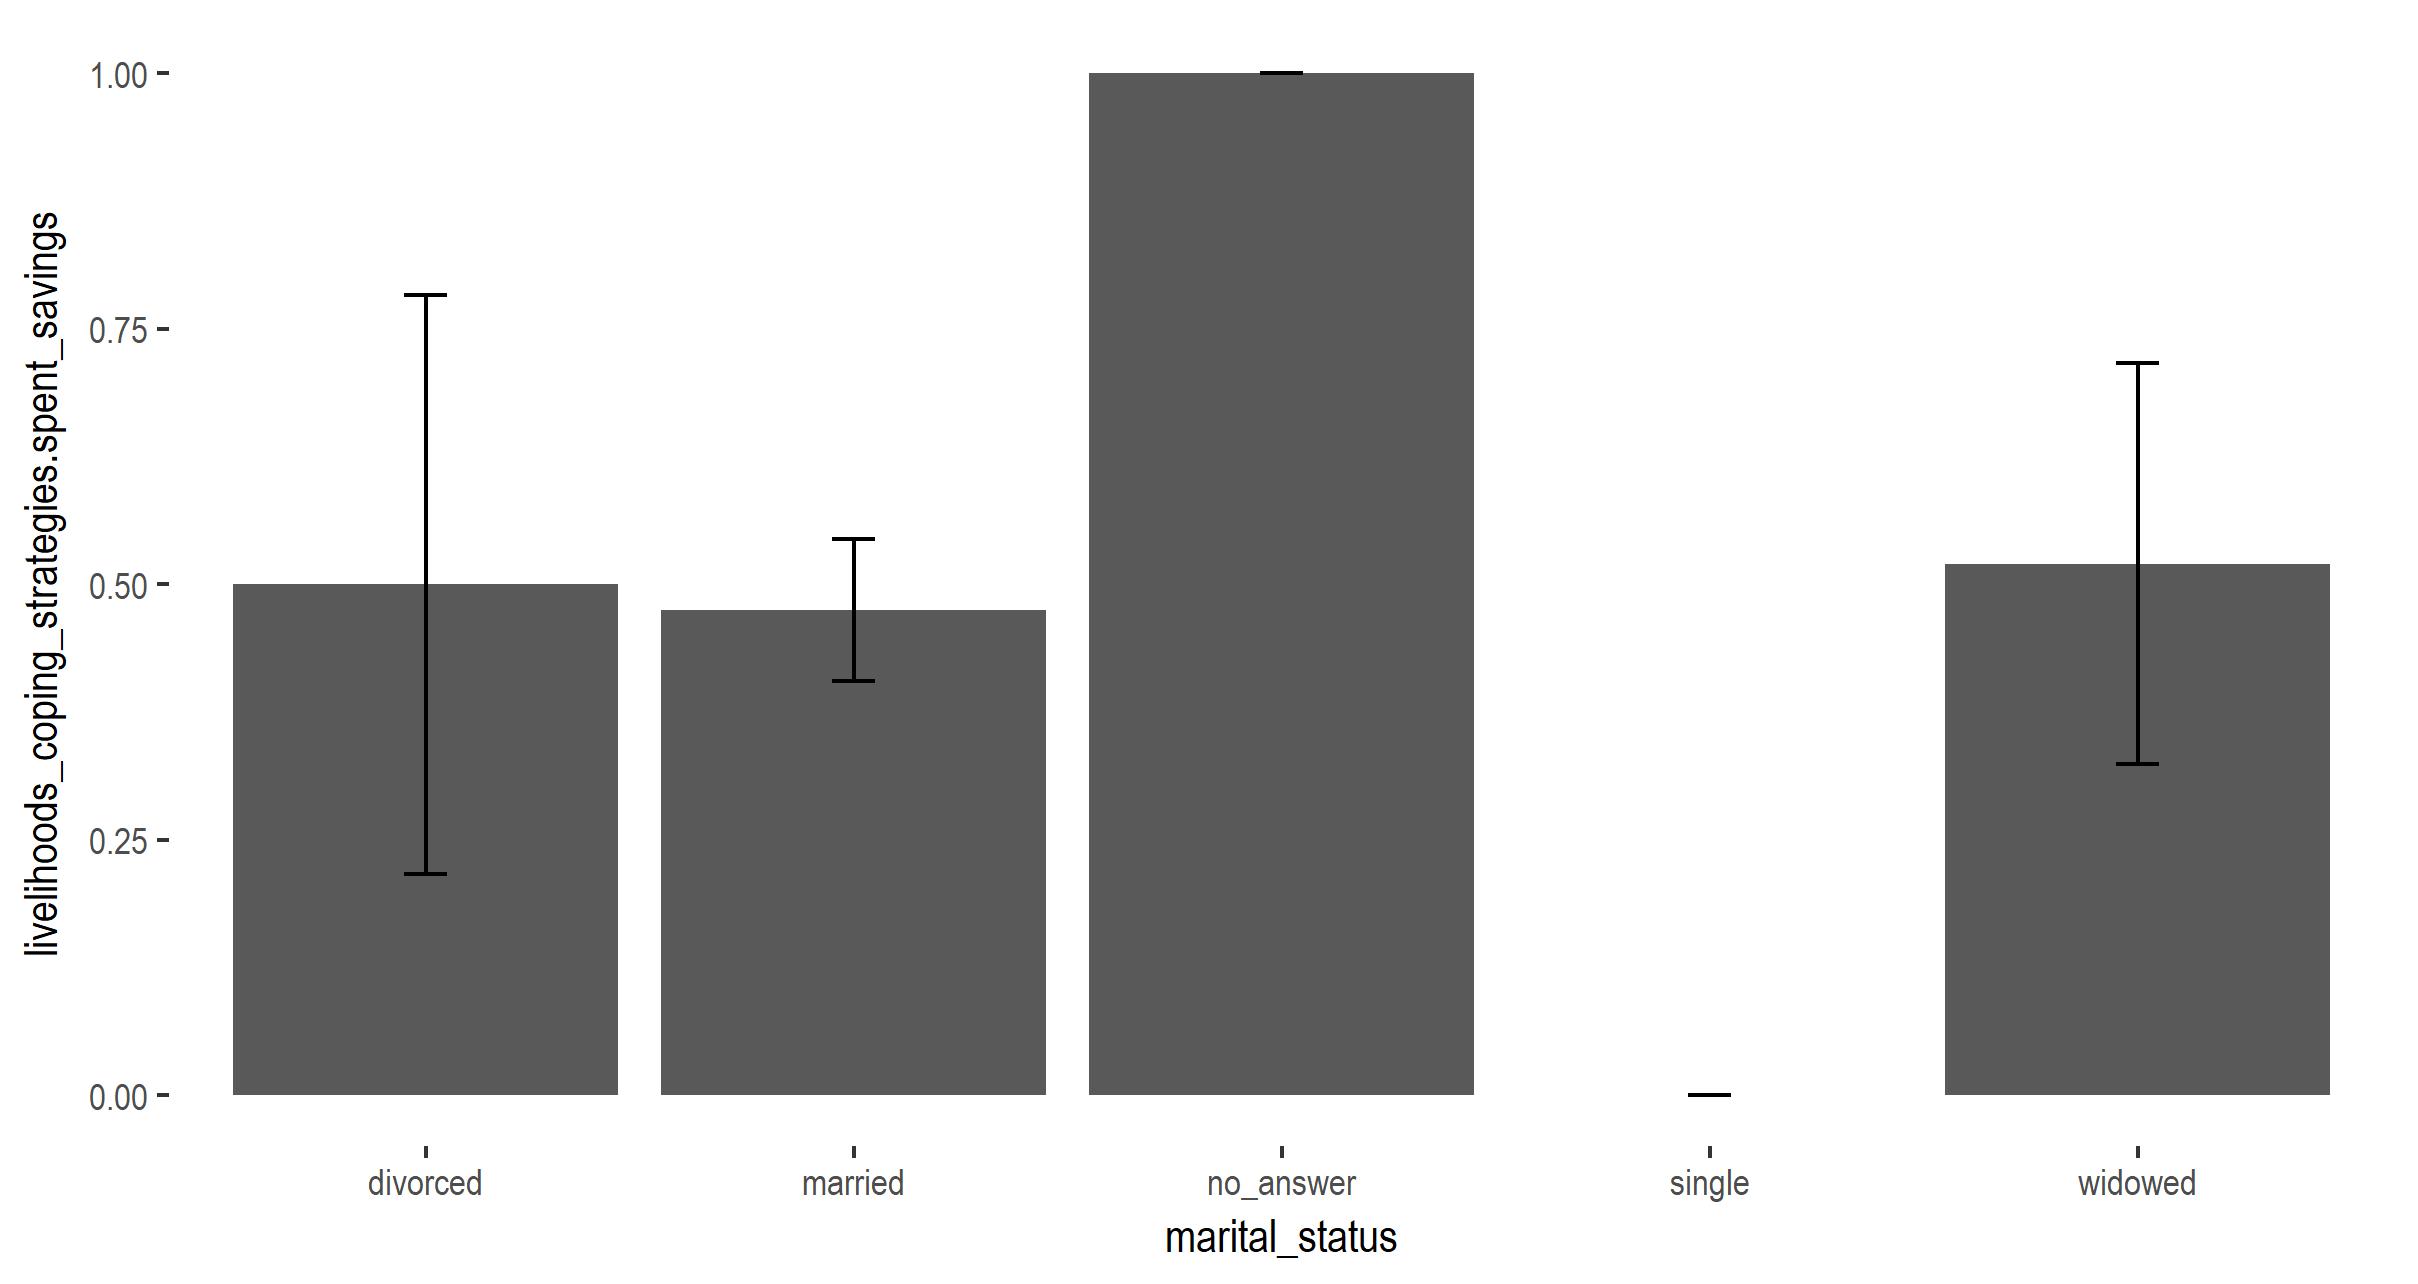 livelihoods_coping_strategies.spent_savings
1.00
0.75
0.50
0.25
0.00
divorced married no_answer single widowed
marital_status